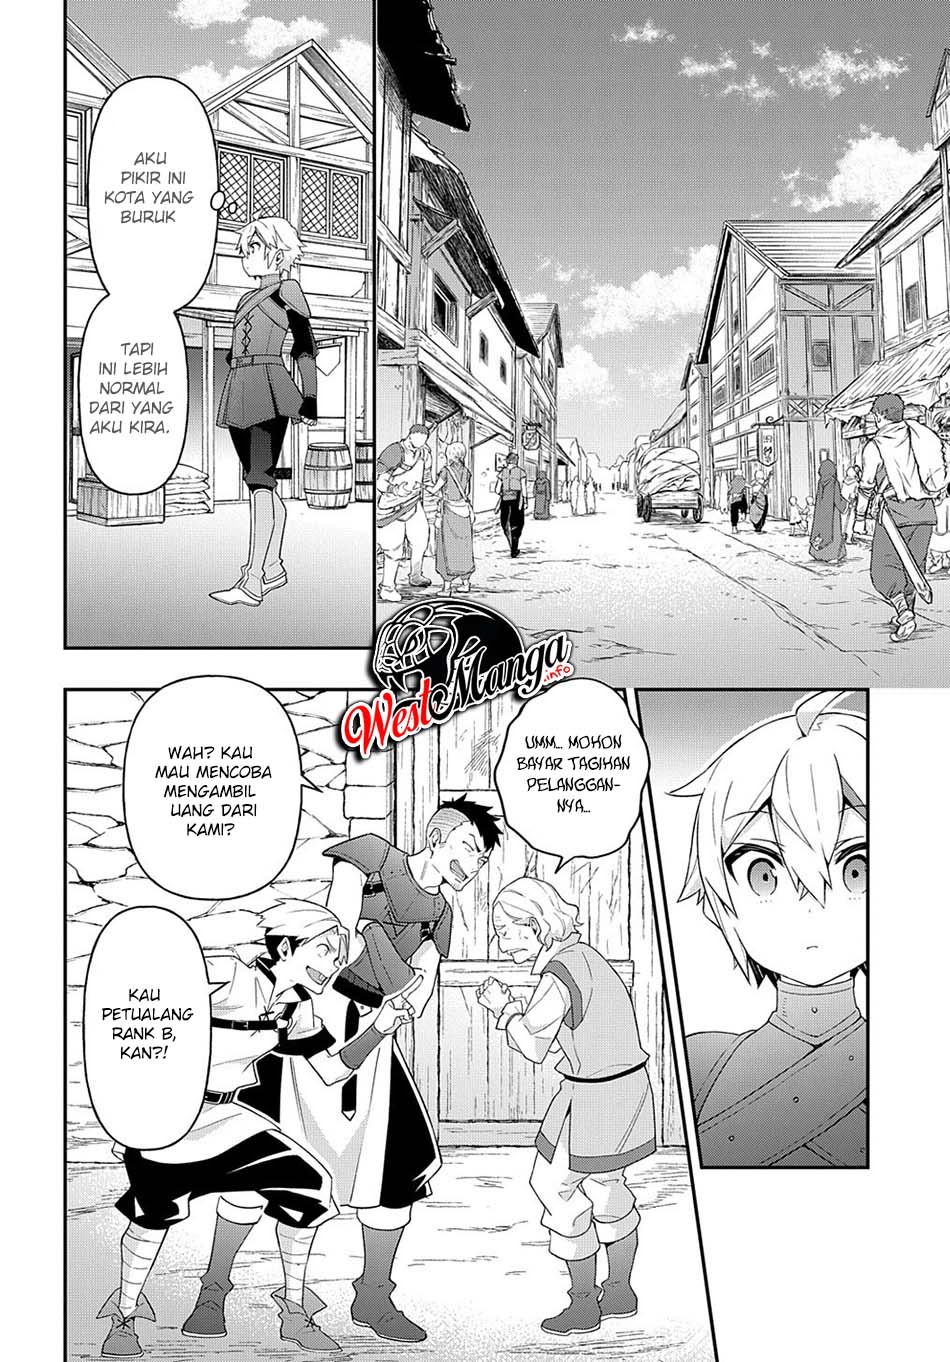 AKU
PIKIR INI
KOTA YANG
BURUK
TAPI
INI LEBIH
NORMAL
DARI YANG
AKU KIRA.
WestManga
.info
UMM... MOHON
BAYAR TAGIHAN
PELANGGAN-
NYA...
WAH? KAU
MAU MENCOBA
MENGAMBIL
UANG DARI
KAMI?
KAU
PETUALANG
RANK B,
KAN?!